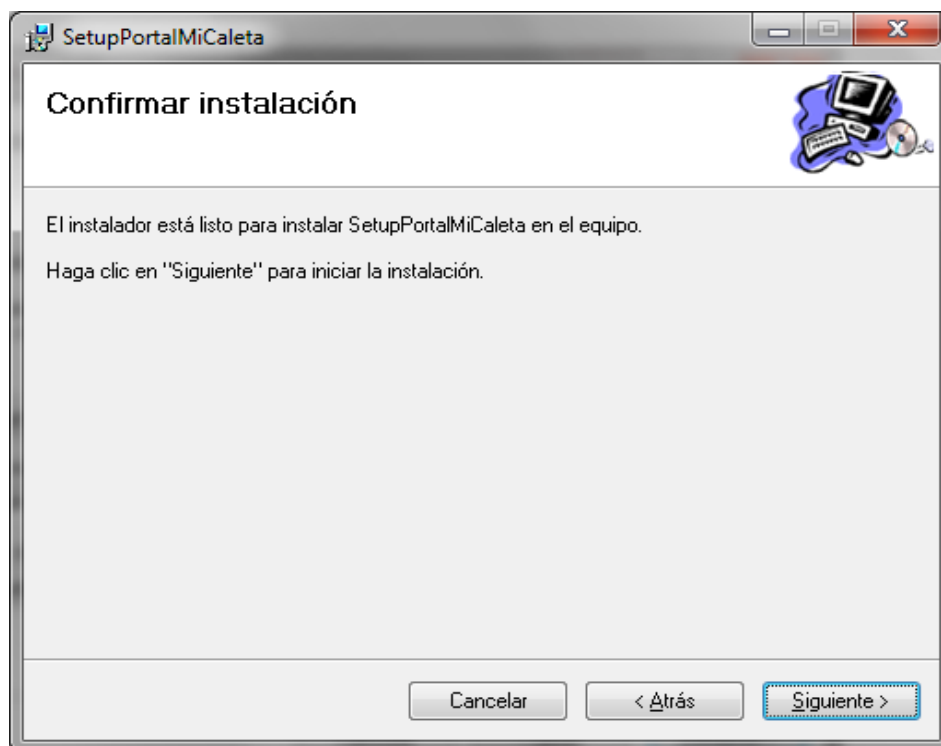 SetupPortalMiCaleta
Confirmar instalación
El instalador está listo para instalar SetupPortalMiCaleta en el equipo.
Haga clic en "Siguiente" para iniciar la instalación.
Cancelar
< Atrás
Siguiente >